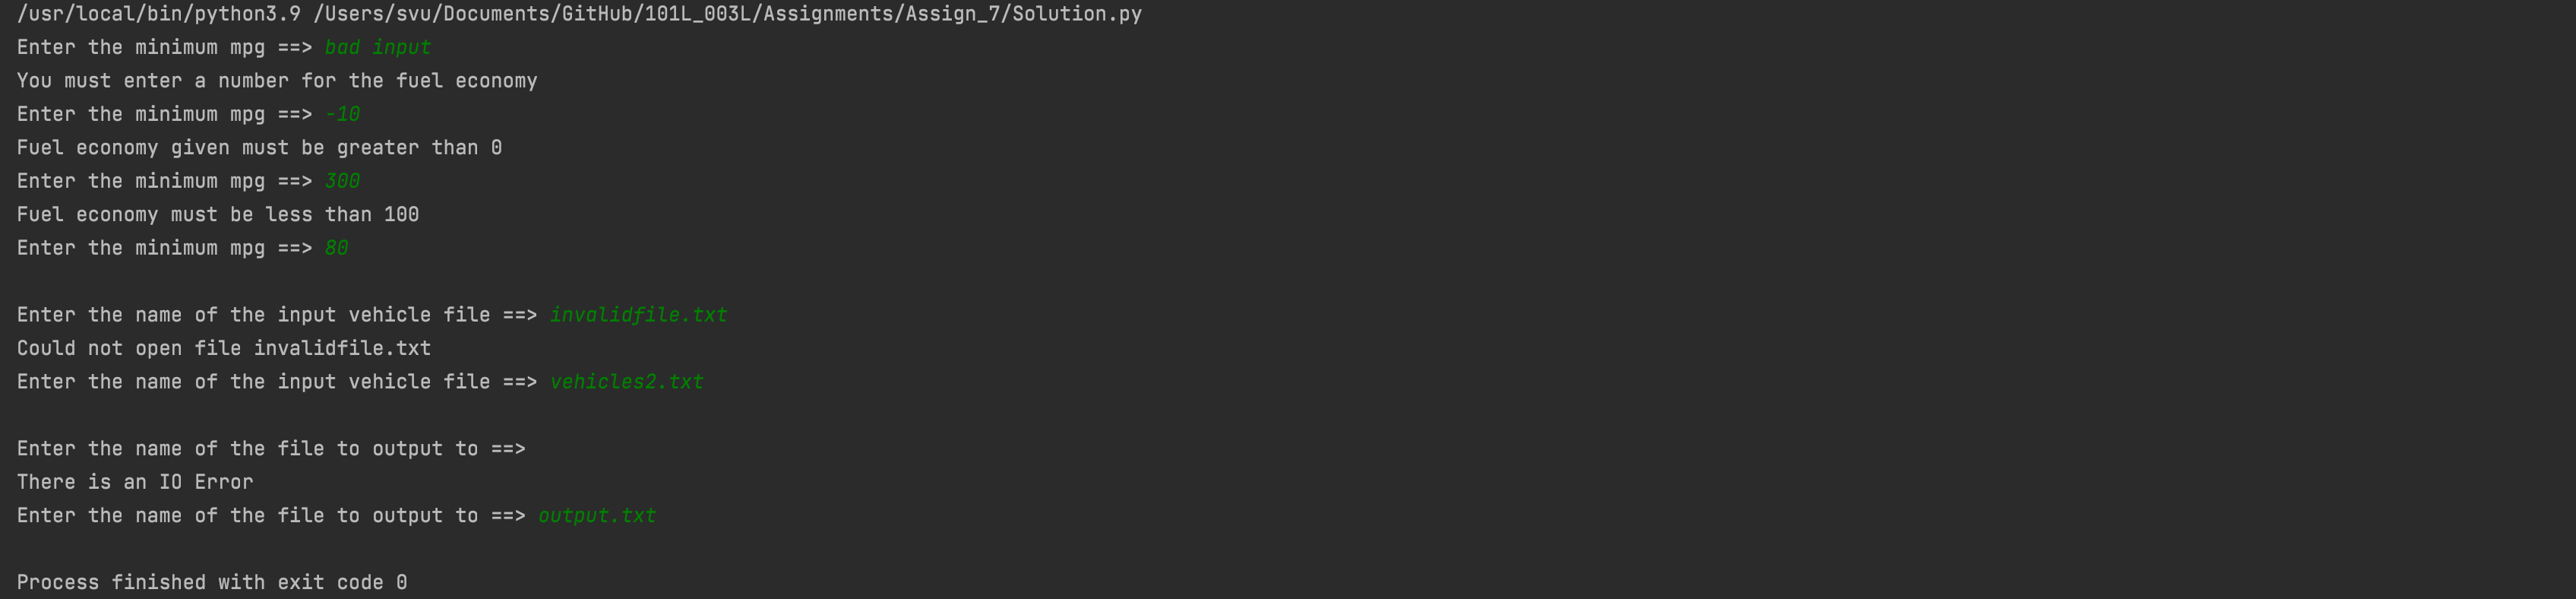 /usr/local/bin/python3.9 /Users/svu/Documents/GitHub/101L_003L/Assignments/Assign_7/Solution.py
Enter the minimum mpg ==> bad input
You must enter a number for the fuel economy
Enter the minimum mpg ==> -10
Fuel economy given must be greater than 0
Enter the minimum mpg ==> 300
Fuel economy must be less than 100
Enter the minimum mpg ==> 80
Enter the name of the input vehicle file ==> invalidfile.txt
Could not open file invalidfile.txt
Enter the name of the input vehicle file ==> vehicles2.txt
Enter the name of the file to output to ==>
There is an IO Error
Enter the name of the file to output to ==> output.txt
Process finished with exit code 0